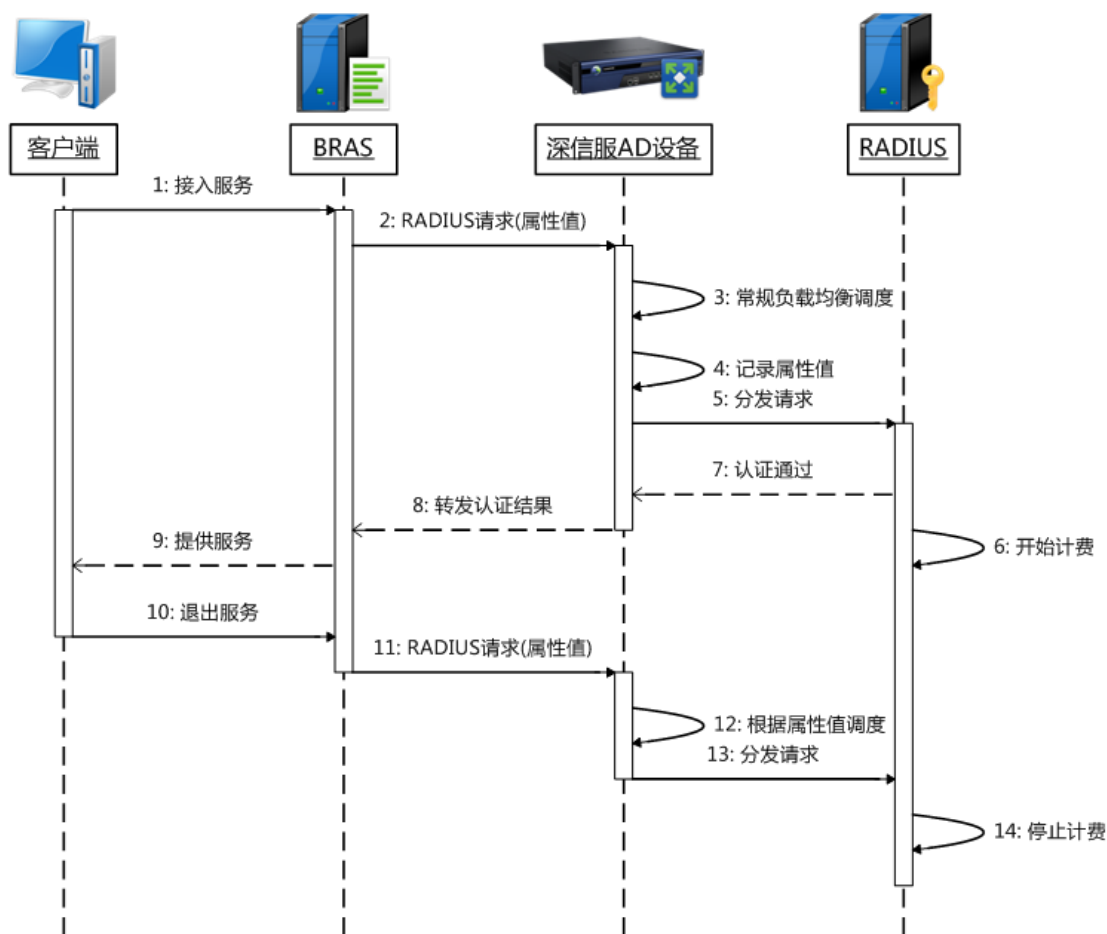 客户端
BRAS
深信服AD设备
RADIUS
1: 接入服务
2: RADIUS请求(属性值)
3: 常规负载均衡调度
4: 记录属性值
5: 分发请求
7: 认证通过
8: 转发认证结果
9: 提供服务
6: 开始计费
10: 退出服务
11: RADIUS请求(属性值)
12: 根据属性值调度
13: 分发请求
14: 停止计费